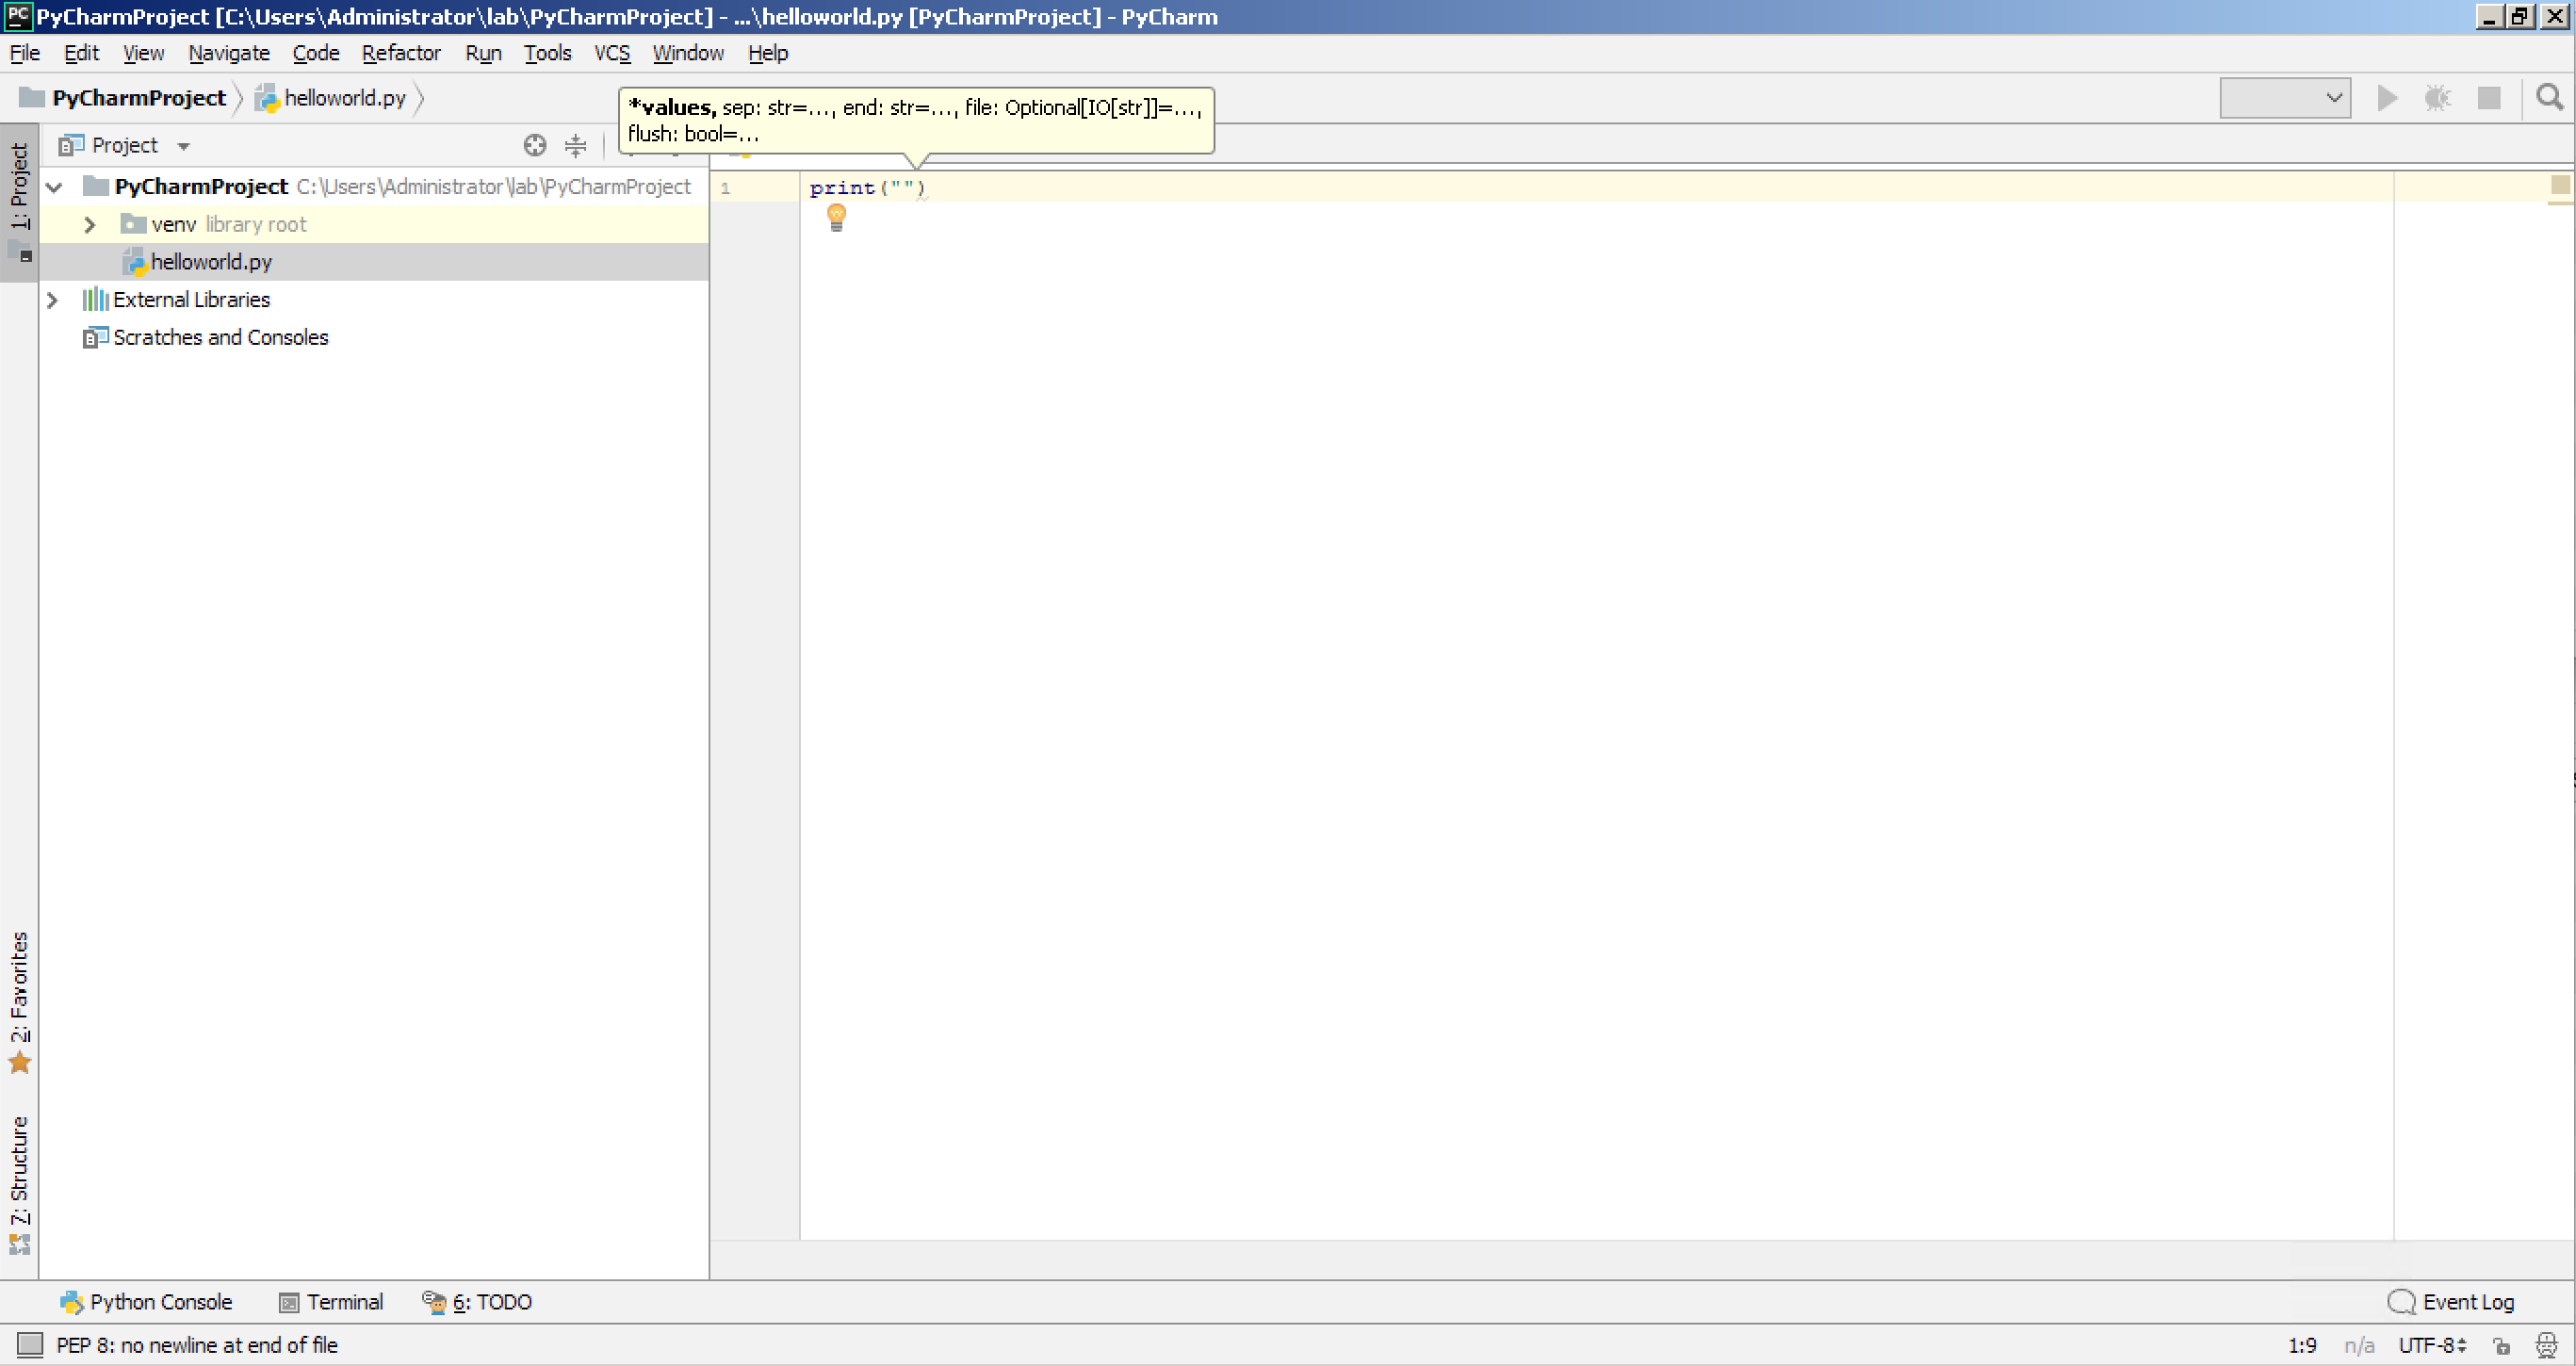 PyCharmProject [C:\Users\Administrator\lab\PyCharmProject] - ...\helloworld.py [PyCharmProject] - PyCharm
File Edit View Navigate Code Refactor Run Tools VCS Window Help
PyCharmProject helloworld.py
*values, sep: str=..., end: str=..., file: Optional[IO[str]]=...,
flush: bool=...
1: Project
Project
PyCharmProject C:\Users\Administrator\lab\PyCharmProject
venv library root
helloworld.py
External Libraries
Scratches and Consoles
1 print("")
2: Favorites
7: Structure
Python Console Terminal 6: TODO Event Log
PEP 8: no newline at end of file 1:9 n/a UTF-8